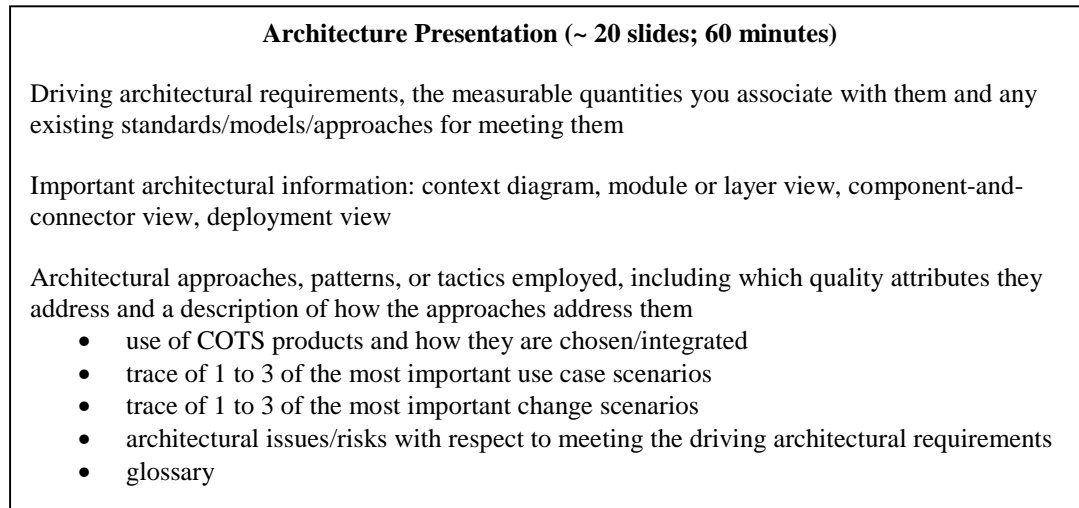 Architecture Presentation (~ 20 slides; 60 minutes)
Driving architectural requirements, the measurable quantities you associate with them and any
existing standards/models/approaches for meeting them
Important architectural information: context diagram, module or layer view, component-and-
connector view, deployment view
Architectural approaches, patterns, or tactics employed, including which quality attributes they
address and a description of how the approaches address them
• use of COTS products and how they are chosen/integrated
• trace of 1 to 3 of the most important use case scenarios
• trace of 1 to 3 of the most important change scenarios
• architectural issues/risks with respect to meeting the driving architectural requirements
• glossary